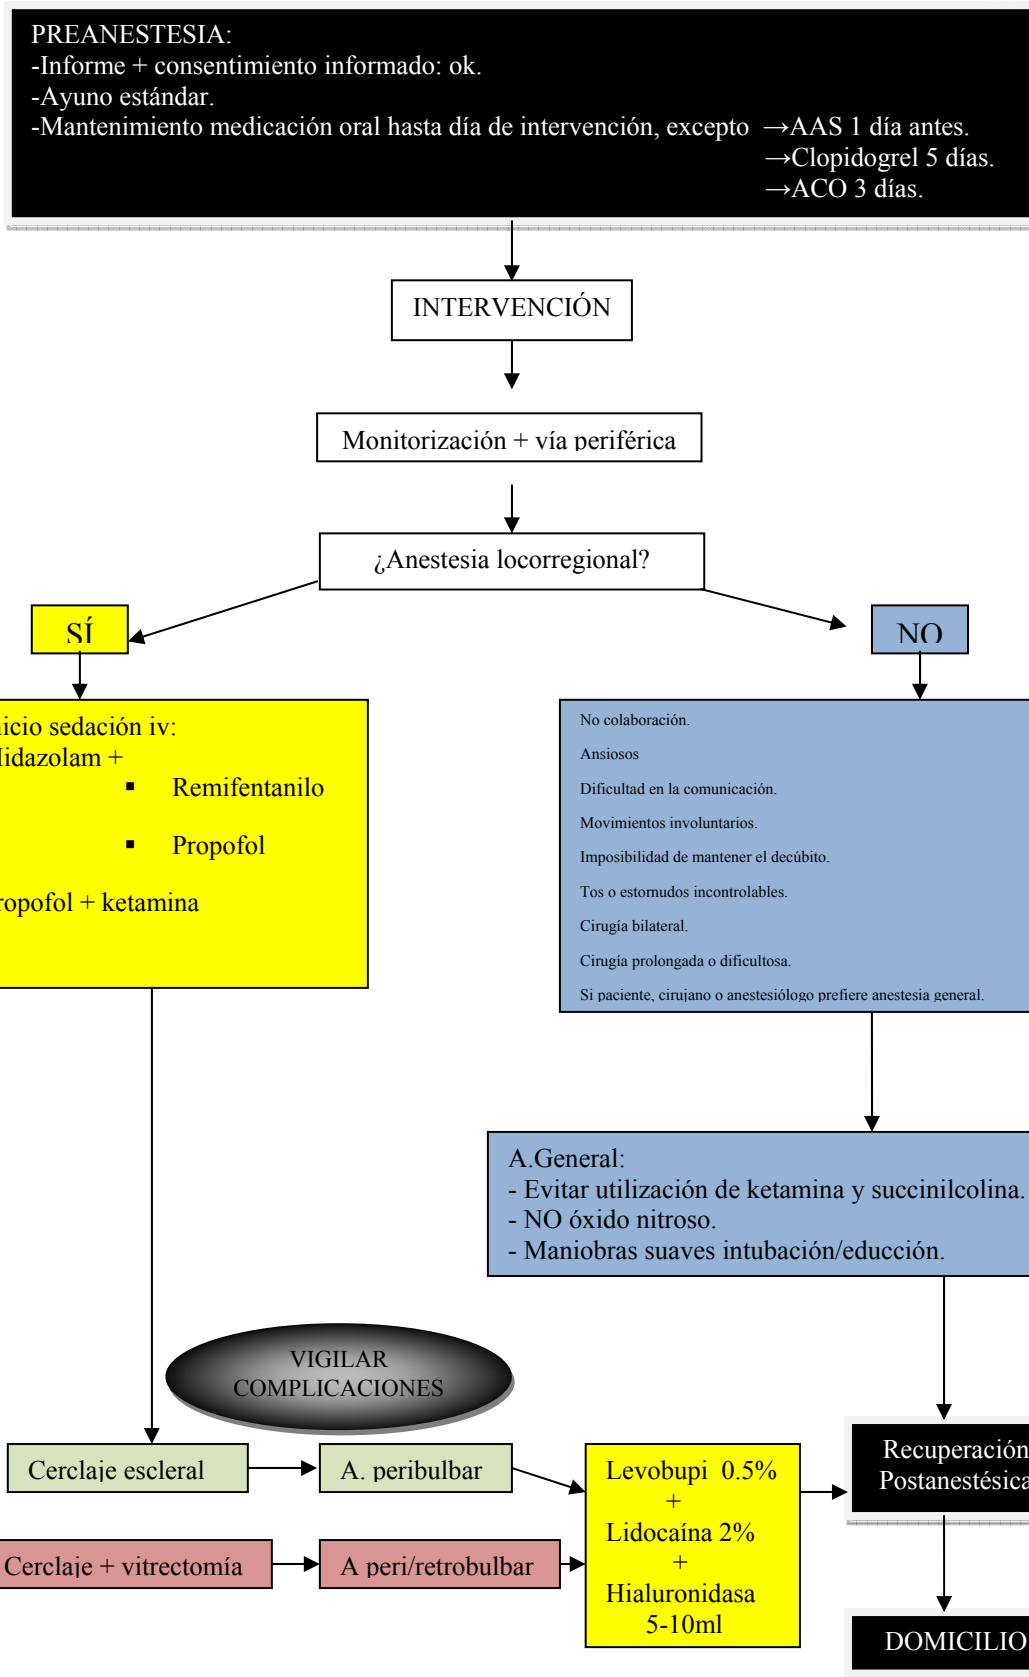 PREANESTESIA:
-Informe + consentimiento informado: ok.
-Ayuno estándar.
-Mantenimiento medicación oral hasta día de intervención, excepto →AAS 1 día antes.
→Clopidogrel 5 días.
→ACO 3 días.
INTERVENCIÓN
Monitorización + vía periférica
¿Anestesia locorregional?
SÍ
NO
nicio sedación iv:
Midazolam +
▪ Remifentanilo
▪ Propofol
ropofol + ketamina
No colaboración.
Ansiosos
Dificultad en la comunicación.
Movimientos involuntarios.
Imposibilidad de mantener el decúbito.
Tos o estornudos incontrolables.
Cirugía bilateral.
Cirugía prolongada o dificultosa.
Si paciente, cirujano o anestesiólogo prefiere anestesia general.
A.General:
- Evitar utilización de ketamina y succinilcolina.
- NO óxido nitroso.
- Maniobras suaves intubación/educción.
VIGILAR
COMPLICACIONES
Cerclaje escleral
A. peribulbar
Cerclaje + vitrectomía
A peri/retrobulbar
Levobupi 0.5%
+
Lidocaína 2%
+
Hialuronidasa
5-10ml
Recuperación
Postanestésica
DOMICILIO